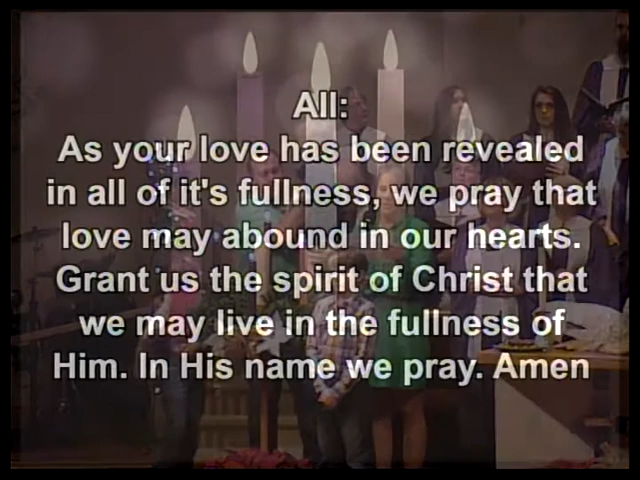 All:
As your love has been revealed
in all of it's fullness, we pray that
love may abound in our hearts.
Grant us the spirit of Christ that
we may live in the fullness of
Him. In His name we pray. Amen